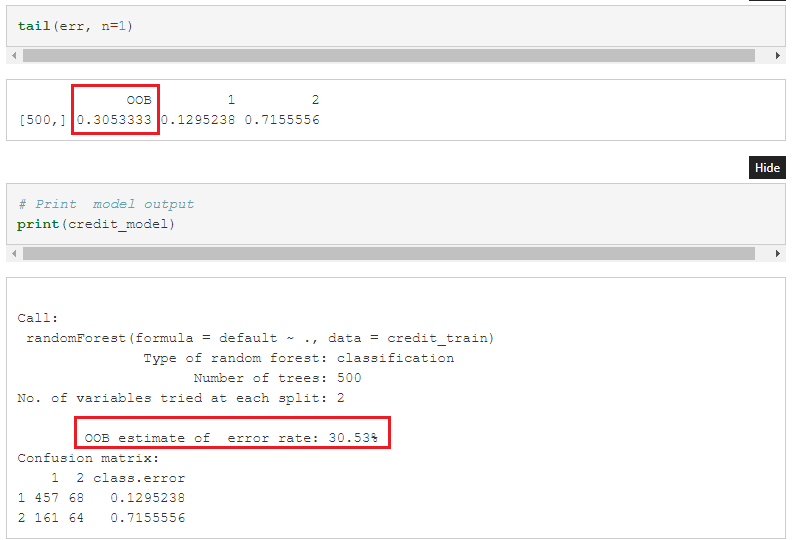 tail(err, n=1)
OOB 1 2
[500,] 0.3053333 0.1295238 0.7155556
Hide
# Print  model output
print(credit_model)
Call:
randomForest(formula = default ~ ., data = credit_train)
Type of random forest: classification
Number of trees: 500
No. of variables tried at each split: 2
OOB estimate of  error rate: 30.53%
Confusion matrix:
1 2 class.error
1 457 68 0.1295238
2 161 64 0.7155556